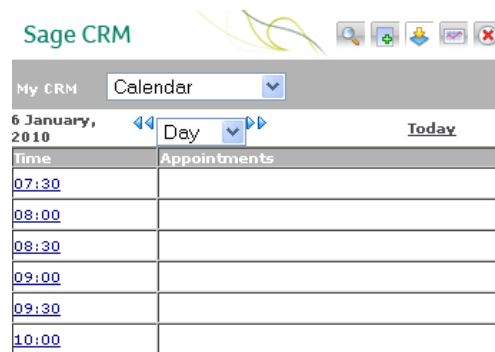 Sage CRM
My CRM Calendar
6 January, 2010 Day Today
Time Appointments
07:30
08:00
08:30
09:00
09:30
10:00